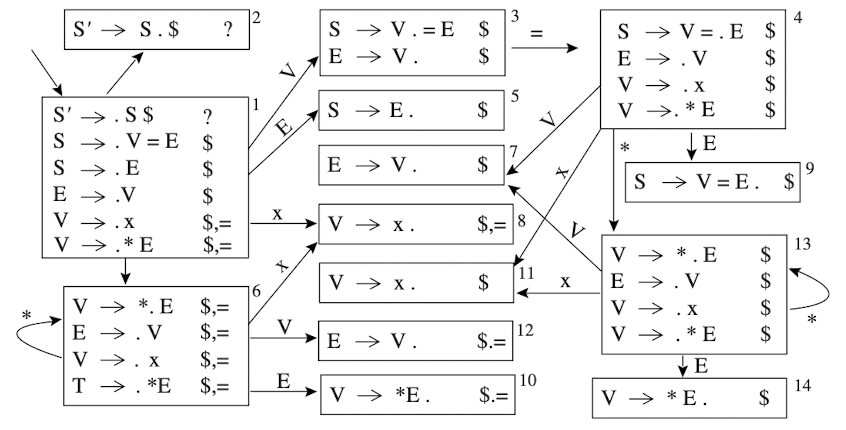 S′ → S . $ ? 2
S → V . = E $ 3
E → V . $
=
S → V = . E $ 4
E → . V $
V → . x $
V → . * E $
V
S′ → . S $ ? 1
S → . V = E $
S → . E $
E → . V $
V → . x $,=
V → . * E $,=
E
S → E . $ 5
V
E → V . $ 7
*
E
x
S → V = E . $ 9
x
V → x . $,= 8
V
x
V → x . $ 11
x
V → * . E $ 13
E → . V $
V → . x $
V → . * E $
*
*
V → * . E $,= 6
E → . V $,=
V → . x $,=
T → . *E $,=
V
E → V . $.= 12
E
V → *E . $.= 10
E
V → * E . $ 14